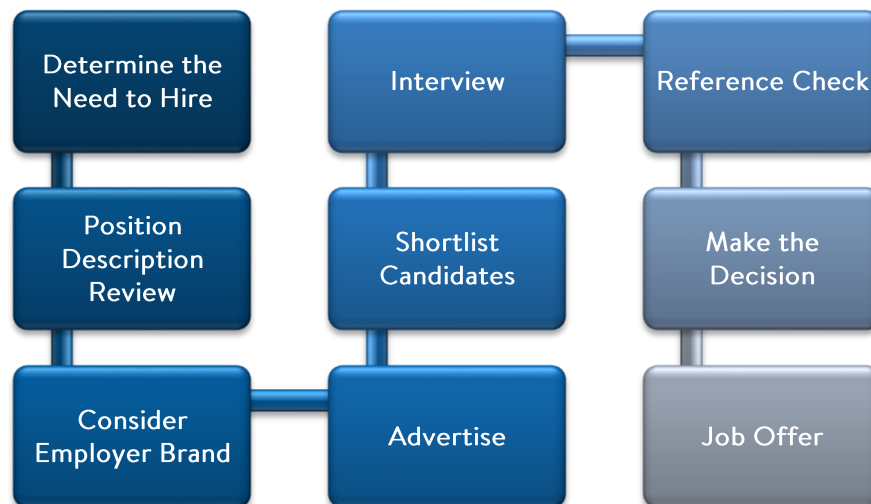 Determine the
Need to Hire
Position
Description
Review
Consider
Employer Brand
Advertise
Shortlist
Candidates
Interview
Reference Check
Make the
Decision
Job Offer